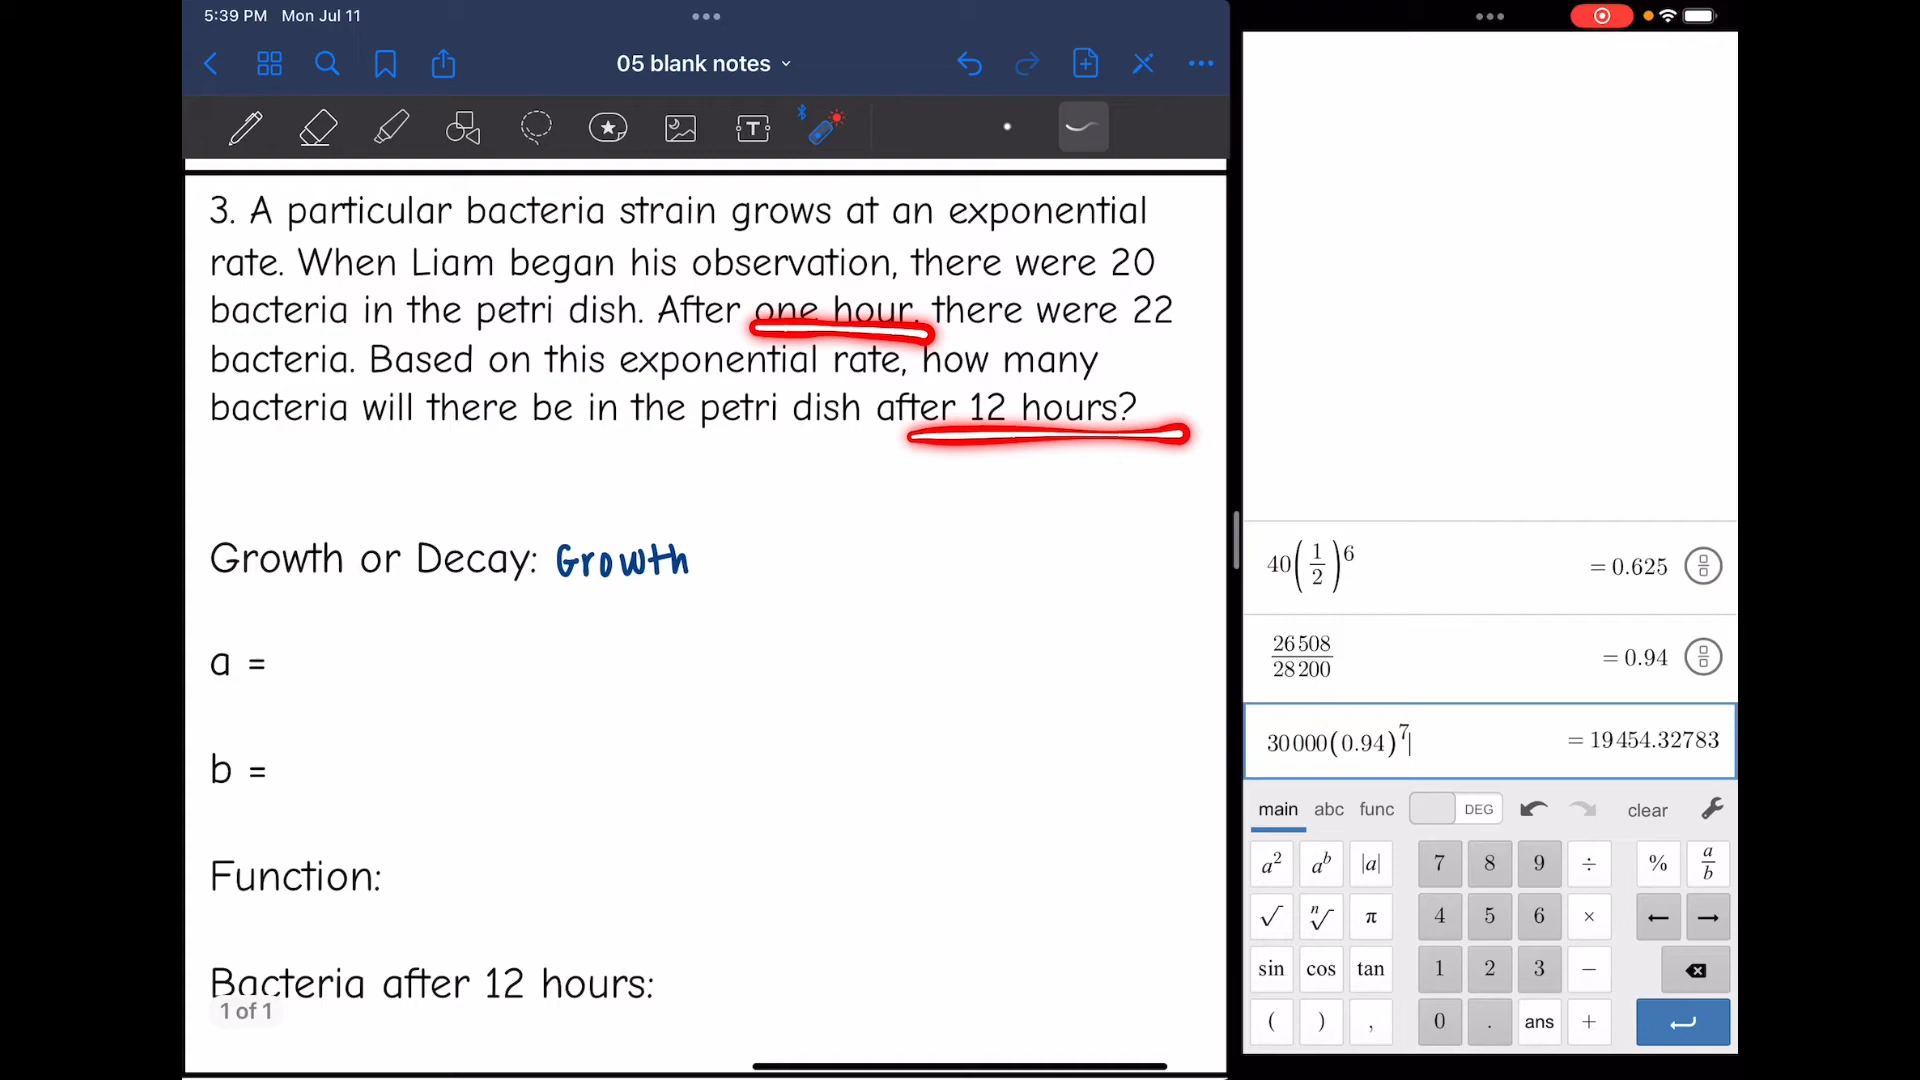 5:39 PM Mon Jul 11
05 blank notes
T
3. A particular bacteria strain grows at an exponential
rate. When Liam began his observation, there were 20
bacteria in the petri dish. After one hour, there were 22
bacteria. Based on this exponential rate, how many
bacteria will there be in the petri dish after 12 hours?
Growth or Decay: Growth
a =
b =
Function:
Bacteria after 12 hours:
1 of 1
40(1/2)^6 = 0.625
26508/28200 = 0.94
30000(0.94)^7 = 19454.32783
main abc func DEG clear
a² a^b |a| 7 8 9 ÷ % a/b
√ ⁿ√ π 4 5 6 × ← →
sin cos tan 1 2 3 −
( ) , 0 . ans +